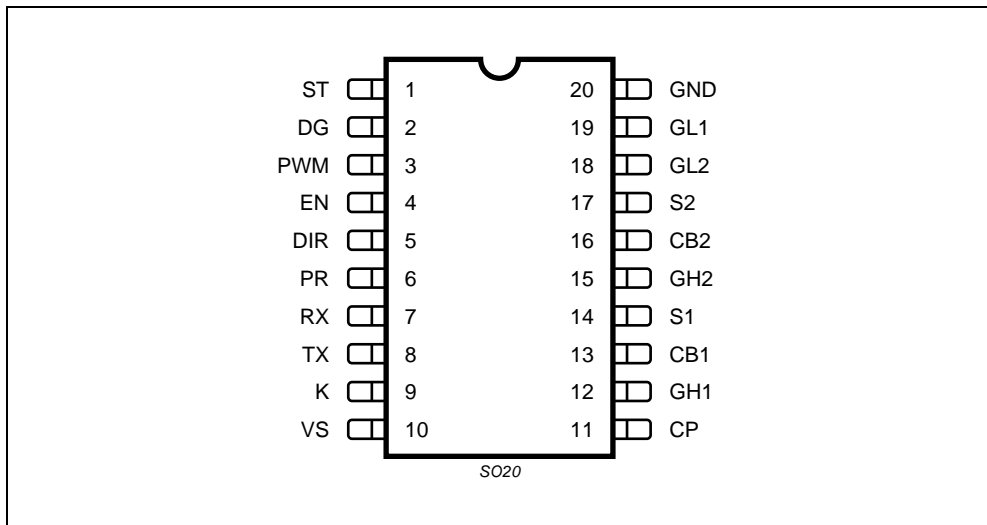 ST 1 20 GND
DG 2 19 GL1
PWM 3 18 GL2
EN 4 17 S2
DIR 5 16 CB2
PR 6 15 GH2
RX 7 14 S1
TX 8 13 CB1
K 9 12 GH1
VS 10 11 CP
SO20